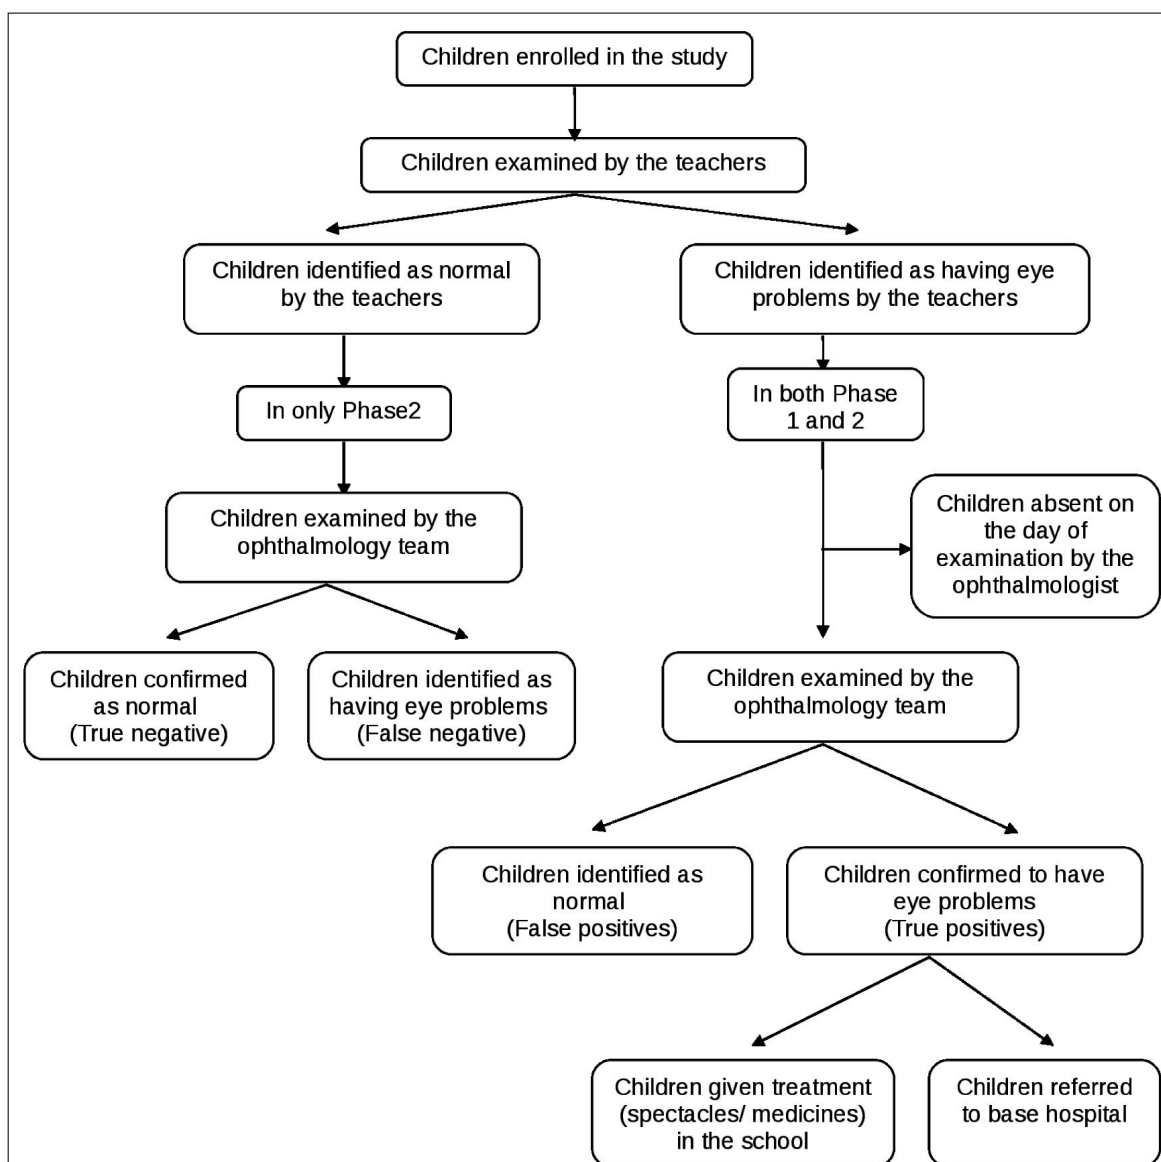 Children enrolled in the study
Children examined by the teachers
Children identified as normal
by the teachers
Children identified as having eye
problems by the teachers
In only Phase2
In both Phase
1 and 2
Children examined by the
ophthalmology team
Children absent on
the day of
examination by the
ophthalmologist
Children confirmed
as normal
(True negative)
Children identified as
having eye problems
(False negative)
Children examined by the
ophthalmology team
Children identified as
normal
(False positives)
Children confirmed to have
eye problems
(True positives)
Children given treatment
(spectacles/ medicines)
in the school
Children referred
to base hospital